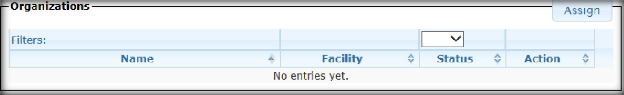 Organizations
Assign
Filters:
Name Facility Status Action
No entries yet.